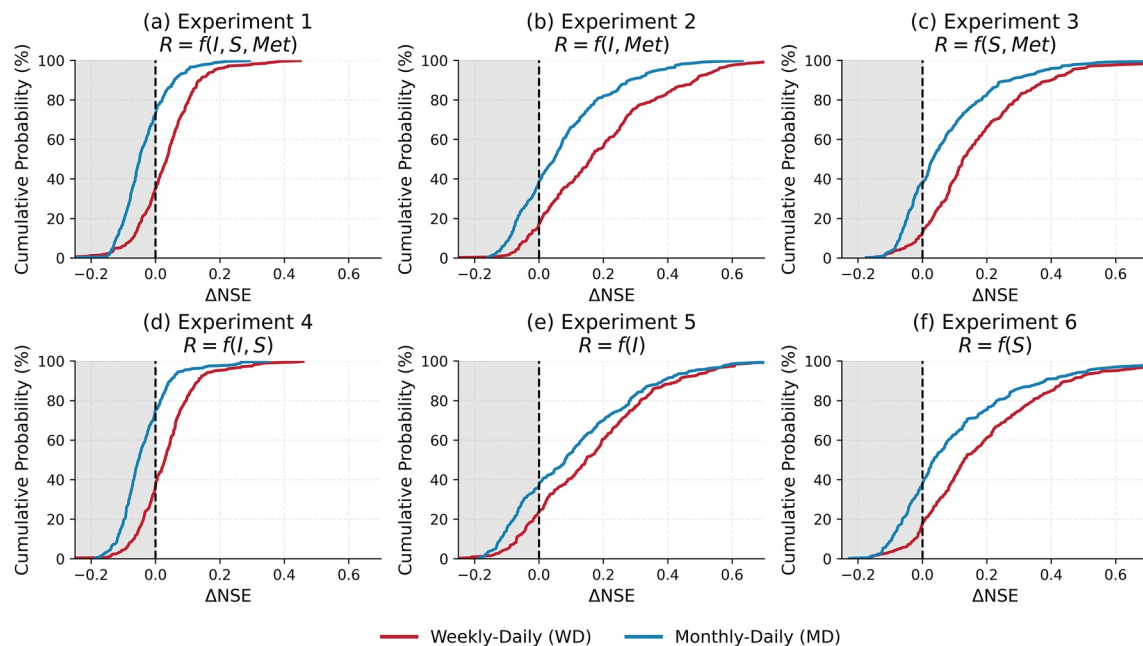 (a) Experiment 1
R = f(I, S, Met)
(b) Experiment 2
R = f(I, Met)
(c) Experiment 3
R = f(S, Met)
Cumulative Probability (%)
100
80
60
40
20
0
−0.2 0.0 0.2 0.4 0.6
ΔNSE
Cumulative Probability (%)
100
80
60
40
20
0
−0.2 0.0 0.2 0.4 0.6
ΔNSE
Cumulative Probability (%)
100
80
60
40
20
0
−0.2 0.0 0.2 0.4 0.6
ΔNSE
(d) Experiment 4
R = f(I, S)
(e) Experiment 5
R = f(I)
(f) Experiment 6
R = f(S)
Cumulative Probability (%)
100
80
60
40
20
0
−0.2 0.0 0.2 0.4 0.6
ΔNSE
Cumulative Probability (%)
100
80
60
40
20
0
−0.2 0.0 0.2 0.4 0.6
ΔNSE
Cumulative Probability (%)
100
80
60
40
20
0
−0.2 0.0 0.2 0.4 0.6
ΔNSE
Weekly-Daily (WD)
Monthly-Daily (MD)